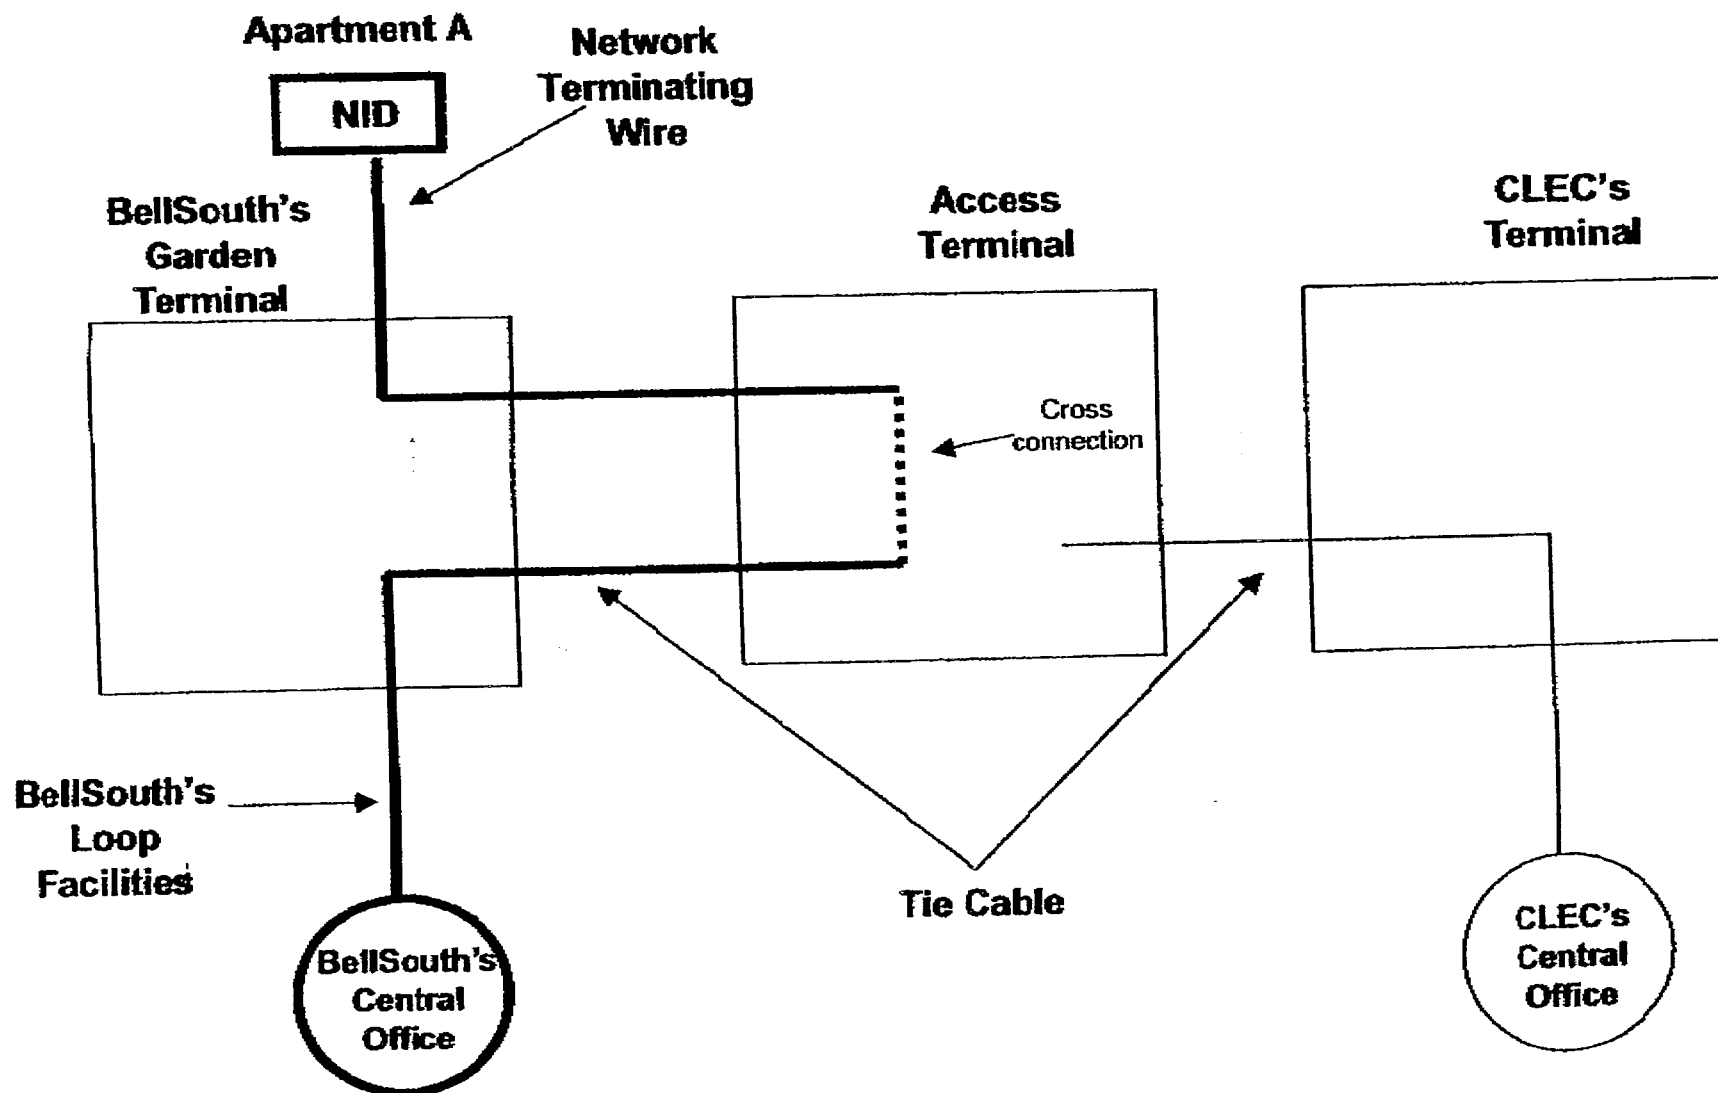 Apartment A
NID
Network
Terminating
Wire
BellSouth's
Garden
Terminal
Access
Terminal
CLEC's
Terminal
Cross
connection
BellSouth's
Loop
Facilities
Tie Cable
BellSouth's
Central
Office
CLEC's
Central
Office